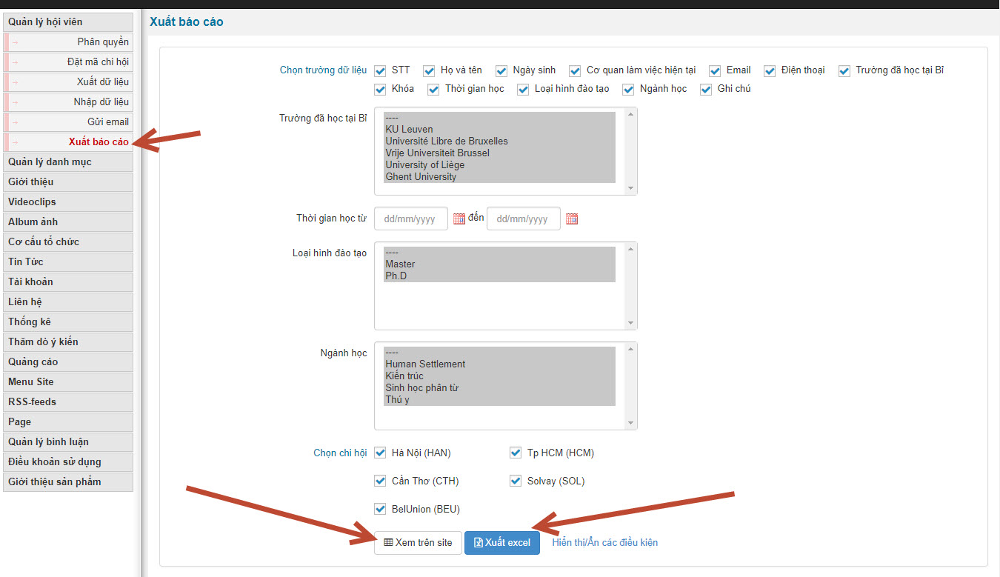 Quản lý hội viên
Phân quyền
Đặt mã chi hội
Xuất dữ liệu
Nhập dữ liệu
Gửi email
Xuất báo cáo
Quản lý danh mục
Giới thiệu
Videoclips
Album ảnh
Cơ cấu tổ chức
Tin Tức
Tài khoản
Liên hệ
Thống kê
Thăm dò ý kiến
Quảng cáo
Menu Site
RSS-feeds
Page
Quản lý bình luận
Điều khoản sử dụng
Giới thiệu sản phẩm
Xuất báo cáo
Chọn trường dữ liệu STT Họ và tên Ngày sinh Cơ quan làm việc hiện tại Email Điện thoại Trường đã học tại Bỉ
Khóa Thời gian học Loại hình đào tạo Ngành học Ghi chú
Trường đã học tại Bỉ ----
KU Leuven
Université Libre de Bruxelles
Vrije Universiteit Brussel
University of Liège
Ghent University
Thời gian học từ dd/mm/yyyy đến dd/mm/yyyy
Loại hình đào tạo ----
Master
Ph.D
Ngành học ----
Human Settlement
Kiến trúc
Sinh học phân từ
Thú y
Chọn chi hội Hà Nội (HAN) Tp HCM (HCM)
Cần Thơ (CTH) Solvay (SOL)
BelUnion (BEU)
Xem trên site Xuất excel Hiển thị/Ẩn các điều kiện